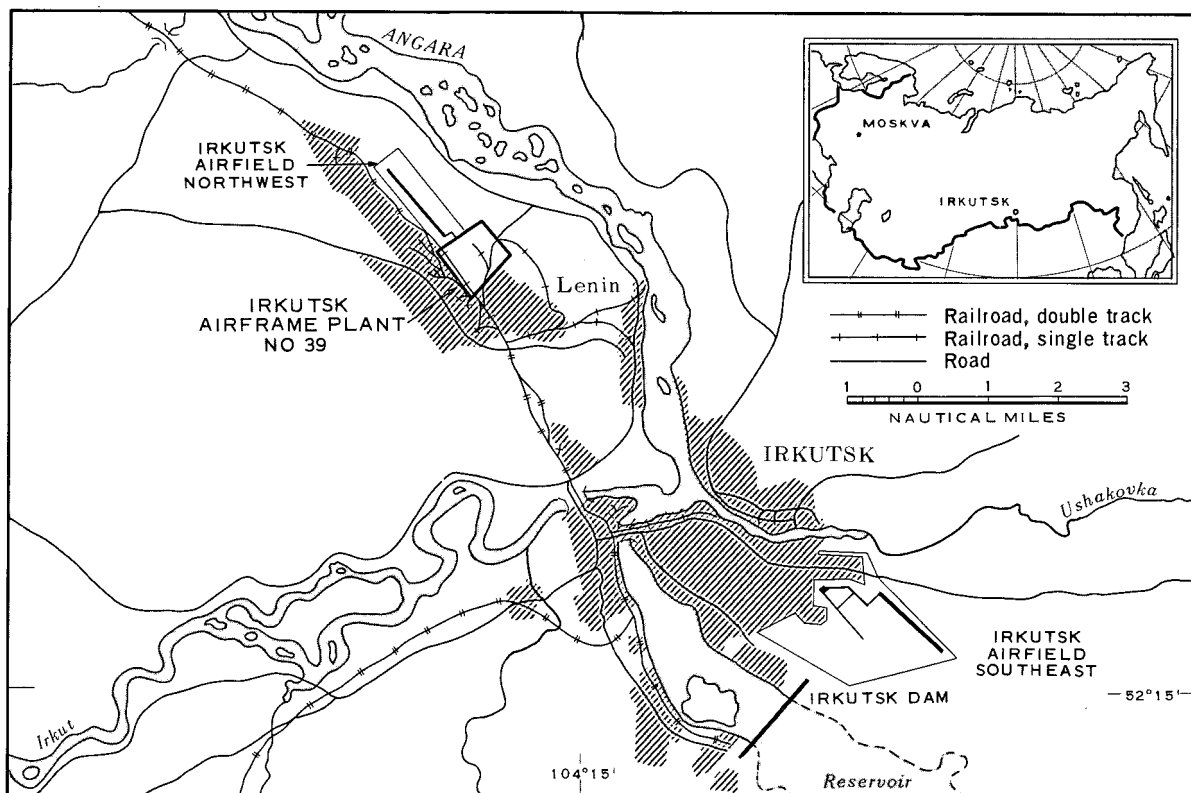 ANGARA
IRKUTSK
AIRFIELD
NORTHWEST
MOSKVA
IRKUTSK
Lenin
IRKUTSK
AIRFRAME PLANT
NO 39
Railroad, double track
Railroad, single track
Road
1 0 1 2 3
NAUTICAL MILES
IRKUTSK
Ushakovka
IRKUTSK
AIRFIELD
SOUTHEAST
IRKUTSK DAM
52°15'
Irkut
104°15'
Reservoir